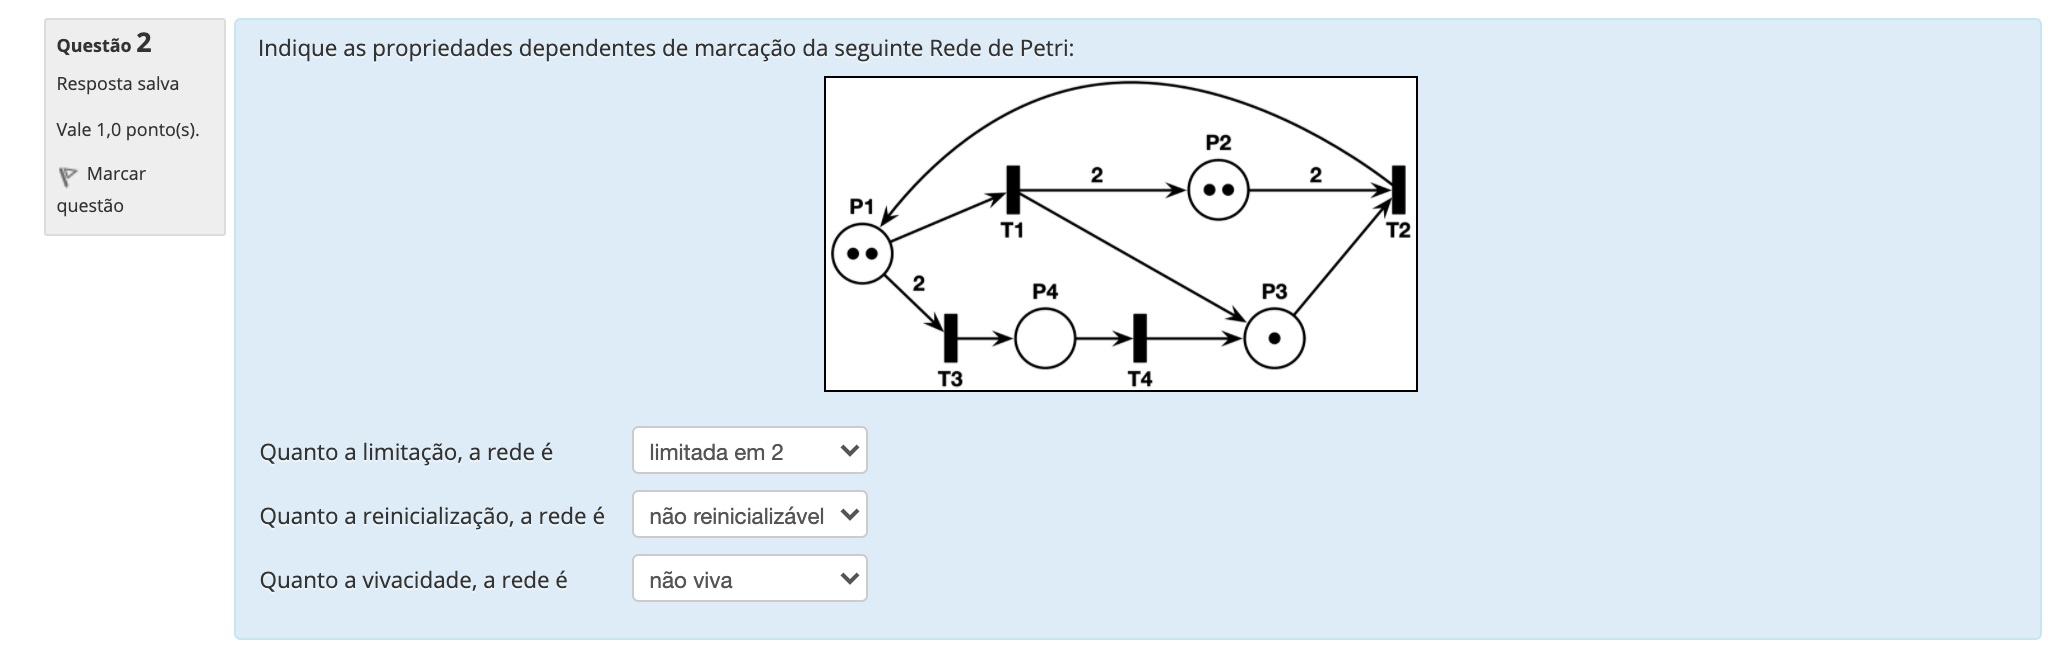 Questão 2
Resposta salva
Vale 1,0 ponto(s).
Marcar
questão
Indique as propriedades dependentes de marcação da seguinte Rede de Petri:
P2
2
2
P1
T1
T2
2
P4
P3
T3
T4
Quanto a limitação, a rede é
limitada em 2
Quanto a reinicialização, a rede é
não reinicializável
Quanto a vivacidade, a rede é
não viva